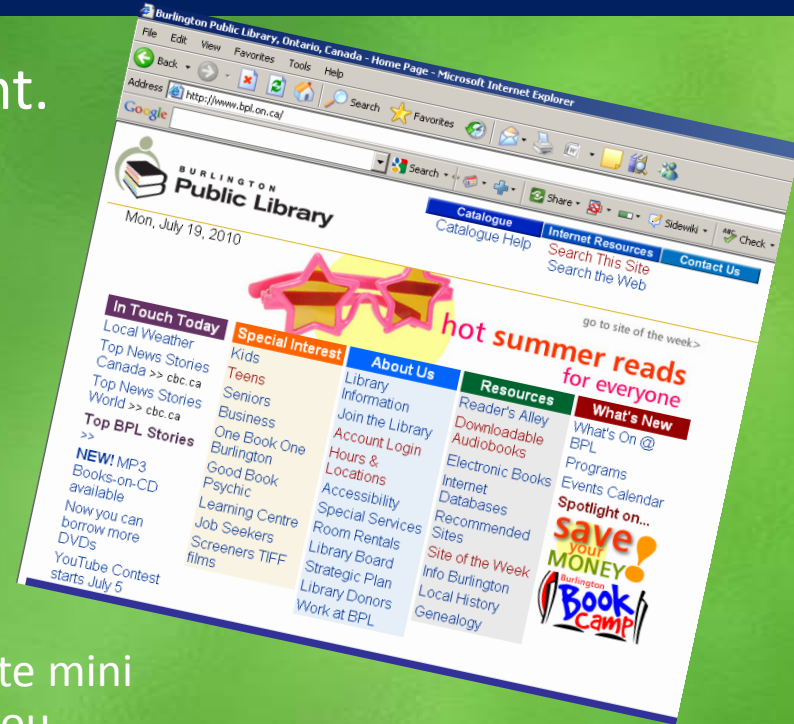 nt.
Burlington Public Library, Ontario, Canada - Home Page - Microsoft Internet Explorer
File Edit View Favorites Tools Help
Back Search Favorites
Address http://www.bpl.on.ca/
Google Search Share Sidewiki Check
BURLINGTON
Public Library
Mon, July 19, 2010
Catalogue
Catalogue Help
Internet Resources
Search This Site
Search the Web
Contact Us
go to site of the week>
hot summer reads
for everyone
In Touch Today
Local Weather
Top News Stories
Canada >> cbc.ca
Top News Stories
World >> cbc.ca
Top BPL Stories
>>
NEW! MP3
Books-on-CD
available
Now you can
borrow more
DVDs
YouTube Contest
starts July 5
Special Interest
Kids
Teens
Seniors
Business
One Book One
Burlington
Good Book
Psychic
Learning Centre
Job Seekers
Screeners TIFF
films
About Us
Library
Information
Join the Library
Account Login
Hours &
Locations
Accessibility
Special Services
Room Rentals
Library Board
Strategic Plan
Library Donors
Work at BPL
Resources
Reader's Alley
Downloadable
Audiobooks
Electronic Books
Internet
Databases
Recommended
Sites
Site of the Week
Info Burlington
Local History
Genealogy
What's New
What's On @
BPL
Programs
Events Calendar
Spotlight on...
save
your
MONEY
Burlington
Book
Camp
te mini
ou